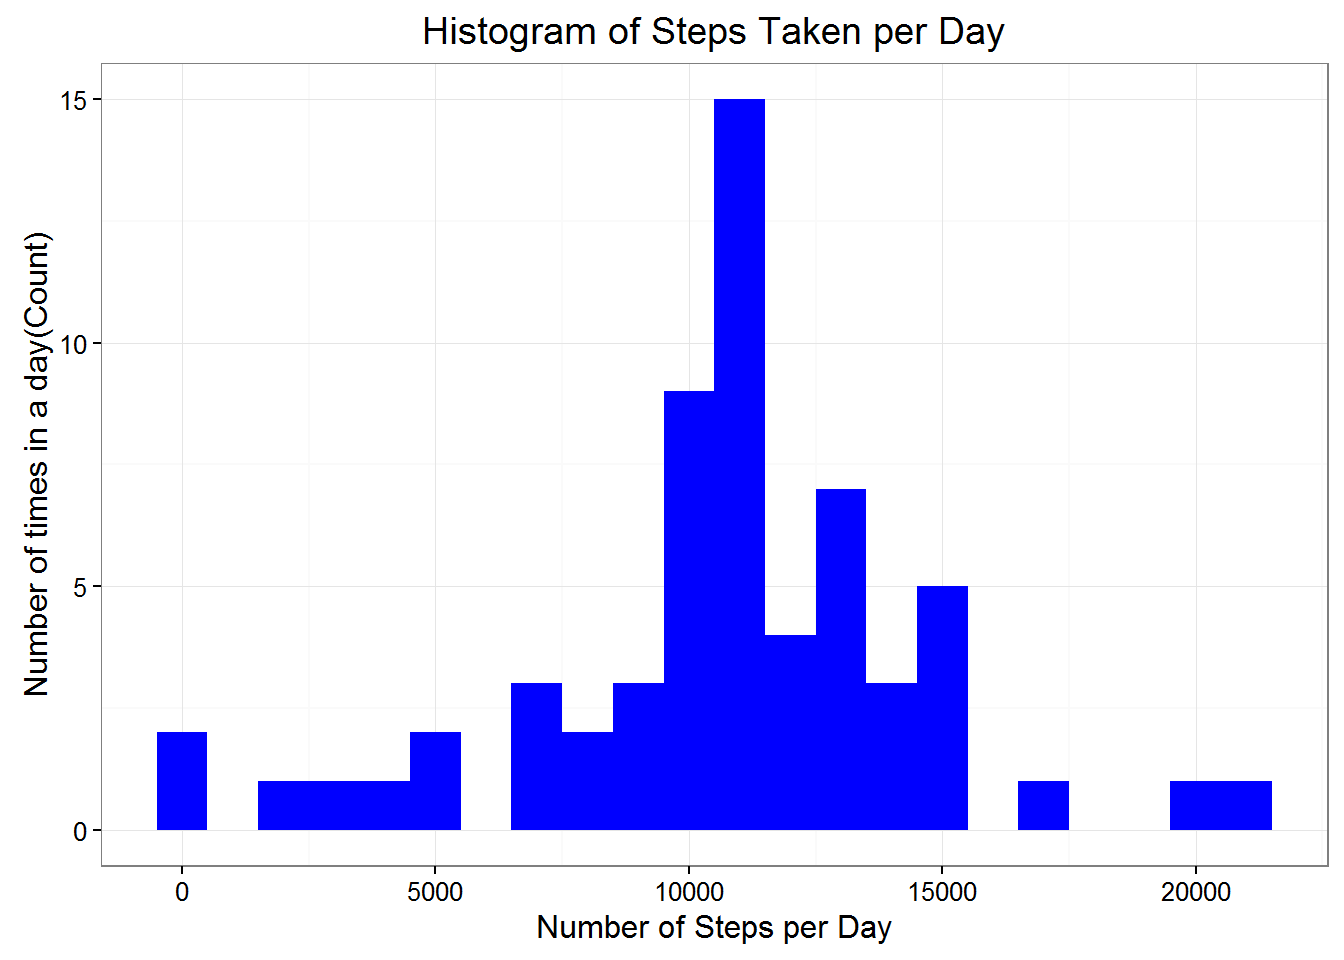 Histogram of Steps Taken per Day
Number of times in a day(Count)
15
10
5
0
0 5000 10000 15000 20000
Number of Steps per Day